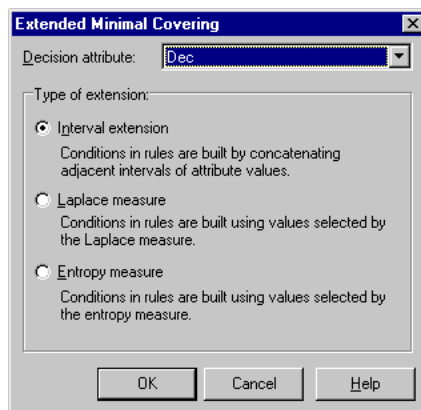 Extended Minimal Covering
Decision attribute: Dec
Type of extension:
Interval extension
Conditions in rules are built by concatenating
adjacent intervals of attribute values.
Laplace measure
Conditions in rules are built using values selected by
the Laplace measure.
Entropy measure
Conditions in rules are built using values selected by
the entropy measure.
OK Cancel Help